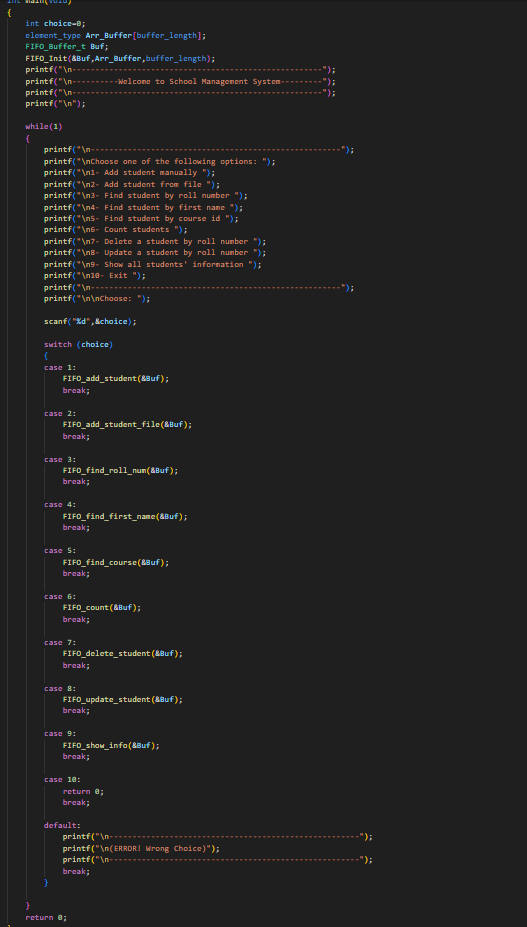 int main(void)
{
int choice=0;
element_type Arr_Buffer[buffer_length];
FIFO_Buffer_t Buf;
FIFO_Init(&Buf,Arr_Buffer,buffer_length);
printf("\n-------------------------------------------------------");
printf("\n----------Welcome to School Management System---------");
printf("\n-------------------------------------------------------");
printf("\n");
while(1)
{
printf("\n-------------------------------------------------------");
printf("\nChoose one of the following options: ");
printf("\n1- Add student manually ");
printf("\n2- Add student from file ");
printf("\n3- Find student by roll number ");
printf("\n4- Find student by first name ");
printf("\n5- Find student by course id ");
printf("\n6- Count students ");
printf("\n7- Delete a student by roll number ");
printf("\n8- Update a student by roll number ");
printf("\n9- Show all students' information ");
printf("\n10- Exit ");
printf("\n-------------------------------------------------------");
printf("\n\nChoose: ");
scanf("%d",&choice);
switch (choice)
{
case 1:
FIFO_add_student(&Buf);
break;
case 2:
FIFO_add_student_file(&Buf);
break;
case 3:
FIFO_find_roll_num(&Buf);
break;
case 4:
FIFO_find_first_name(&Buf);
break;
case 5:
FIFO_find_course(&Buf);
break;
case 6:
FIFO_count(&Buf);
break;
case 7:
FIFO_delete_student(&Buf);
break;
case 8:
FIFO_update_student(&Buf);
break;
case 9:
FIFO_show_info(&Buf);
break;
case 10:
return 0;
break;
default:
printf("\n-------------------------------------------------------");
printf("\n(ERROR! Wrong Choice)");
printf("\n-------------------------------------------------------");
break;
}
}
return 0;